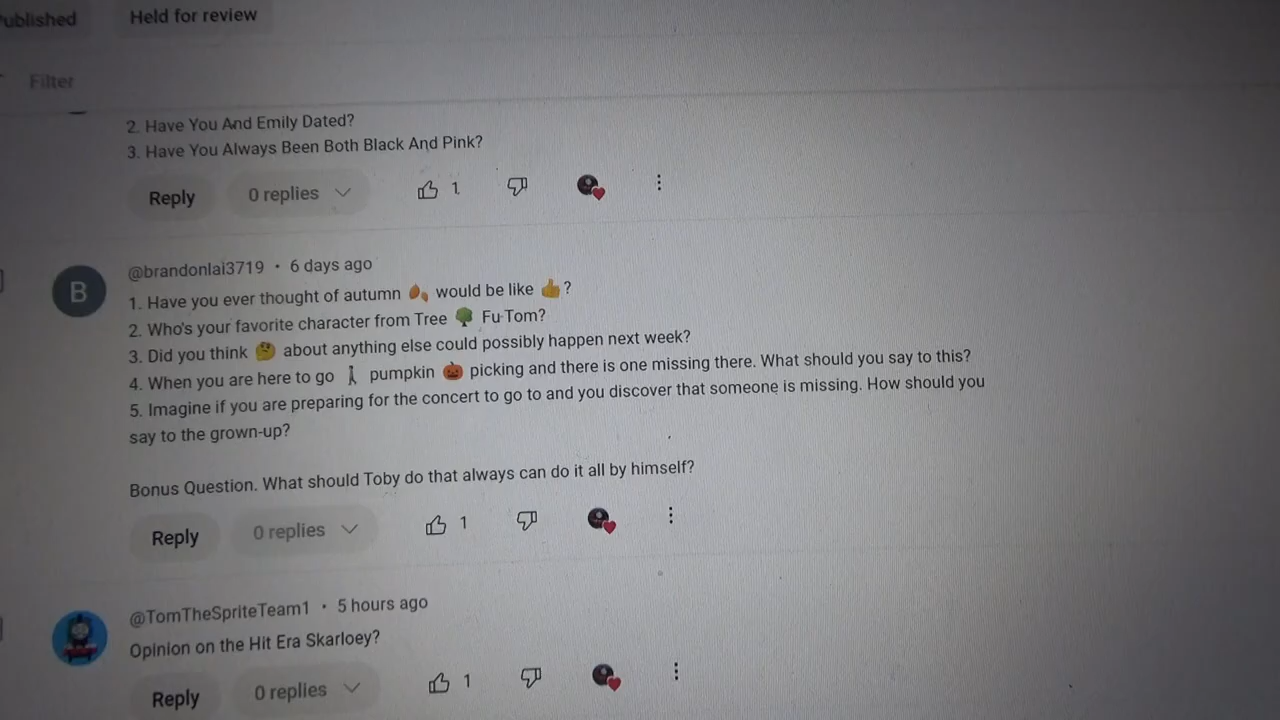 Published Held for review
Filter
2. Have You And Emily Dated?
3. Have You Always Been Both Black And Pink?
Reply 0 replies 1
@brandonlai3719 • 6 days ago
B
1. Have you ever thought of autumn 🍂 would be like 👍?
2. Who's your favorite character from Tree 🌳 Fu Tom?
3. Did you think 🤔 about anything else could possibly happen next week?
4. When you are here to go 🚶 pumpkin 🎃 picking and there is one missing there. What should you say to this?
5. Imagine if you are preparing for the concert to go to and you discover that someone is missing. How should you
say to the grown-up?
Bonus Question. What should Toby do that always can do it all by himself?
Reply 0 replies 1
@TomTheSpriteTeam1 • 5 hours ago
Opinion on the Hit Era Skarloey?
Reply 0 replies 1